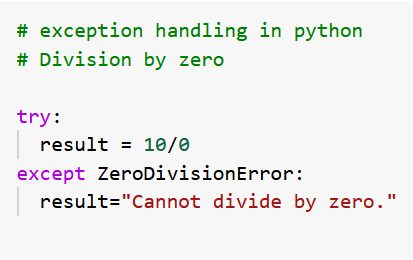 # exception handling in python
# Division by zero
try:
result = 10/0
except ZeroDivisionError:
result="Cannot divide by zero."